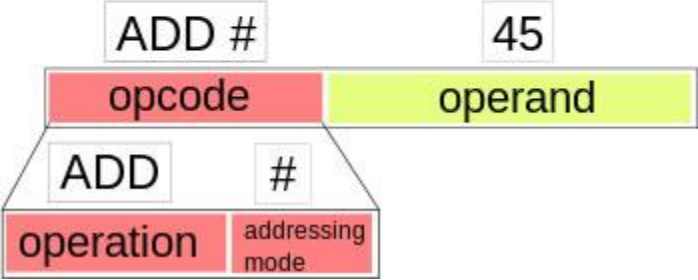 ADD # 45
opcode operand
ADD #
operation addressing
mode